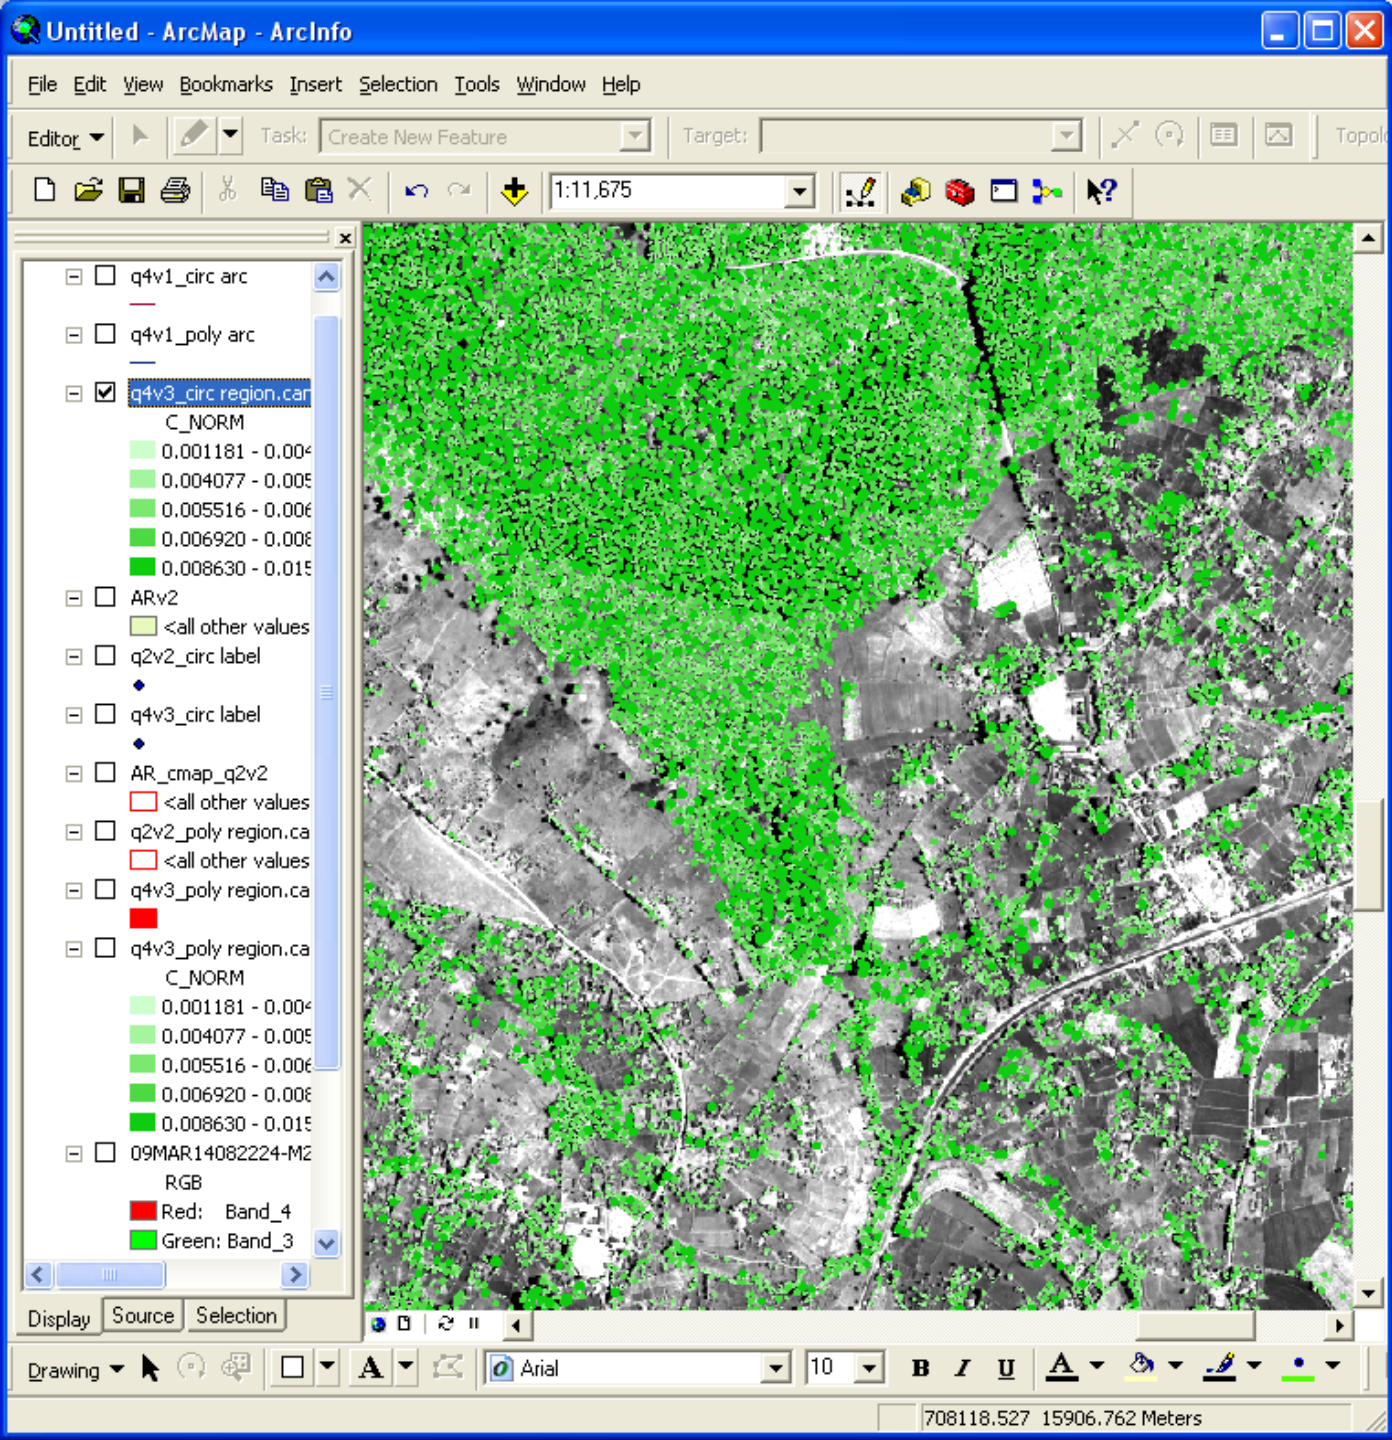 Untitled - ArcMap - ArcInfo
File Edit View Bookmarks Insert Selection Tools Window Help
Editor Task: Create New Feature Target:
1:11,675
q4v1_circ arc
q4v1_poly arc
q4v3_circ region.car
C_NORM
0.001181 - 0.004
0.004077 - 0.005
0.005516 - 0.006
0.006920 - 0.008
0.008630 - 0.015
ARv2
<all other values
q2v2_circ label
q4v3_circ label
AR_cmap_q2v2
<all other values
q2v2_poly region.ca
<all other values
q4v3_poly region.ca
q4v3_poly region.ca
C_NORM
0.001181 - 0.004
0.004077 - 0.005
0.005516 - 0.006
0.006920 - 0.008
0.008630 - 0.015
09MAR14082224-M2
RGB
Red: Band_4
Green: Band_3
Display Source Selection
Drawing A Arial 10 B I U A
708118.527 15906.762 Meters